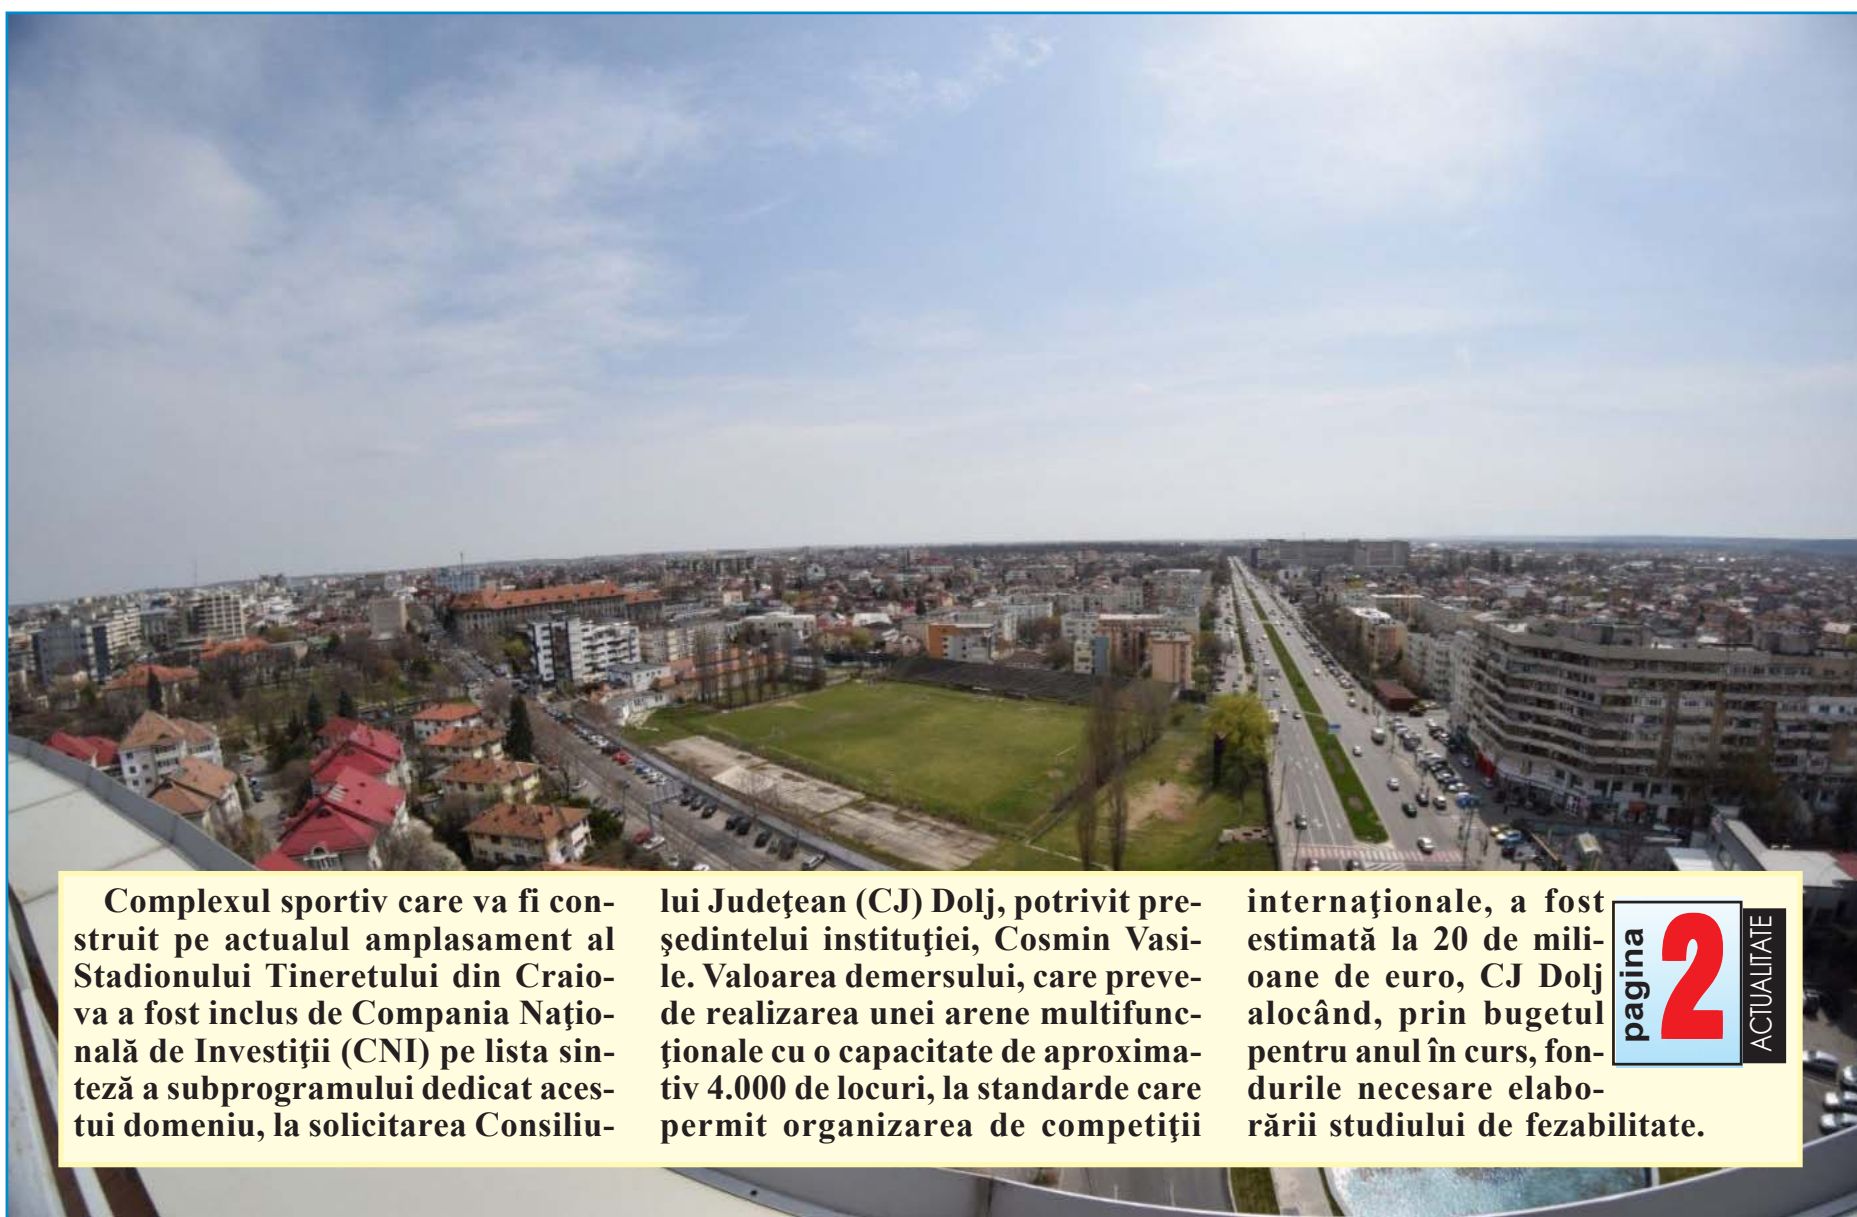 Complexul sportiv care va fi con-
struit pe actualul amplasament al
Stadionului Tineretului din Craio-
va a fost inclus de Compania Naţio-
nală de Investiţii (CNI) pe lista sin-
teză a subprogramului dedicat aces-
tui domeniu, la solicitarea Consiliu-
lui Judeţean (CJ) Dolj, potrivit pre-
şedintelui instituţiei, Cosmin Vasi-
le. Valoarea demersului, care preve-
de realizarea unei arene multifunc-
ţionale cu o capacitate de aproxima-
tiv 4.000 de locuri, la standarde care
permit organizarea de competiţii
internaţionale, a fost
estimată la 20 de mili-
oane de euro, CJ Dolj
alocând, prin bugetul
pentru anul în curs, fon-
durile necesare elabo-
rării studiului de fezabilitate.
pagina
2
ACTUALITATE